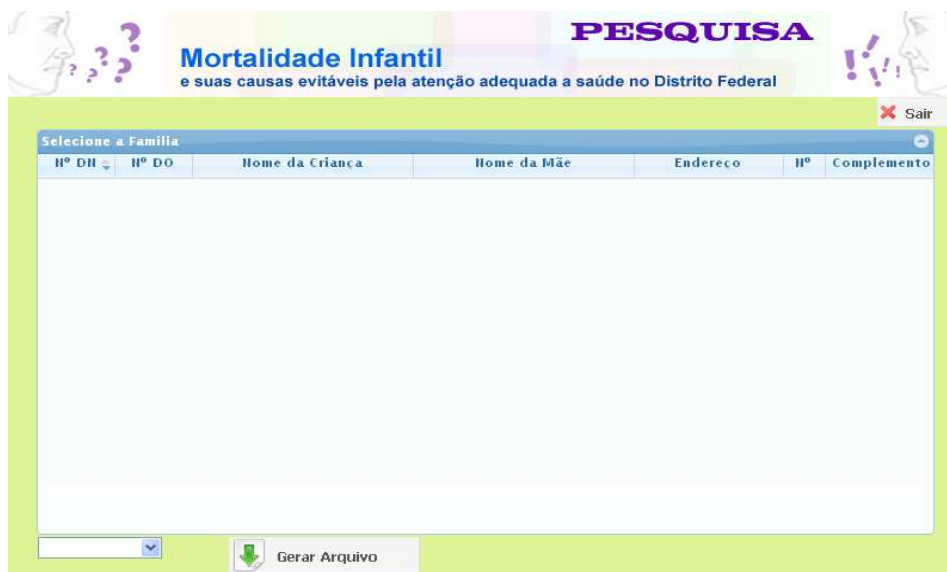 PESQUISA
Mortalidade Infantil
e suas causas evitáveis pela atenção adequada a saúde no Distrito Federal
Sair
Selecione a Familia
Nº DN Nº DO Nome da Criança Nome da Mãe Endereço Nº Complemento
Gerar Arquivo